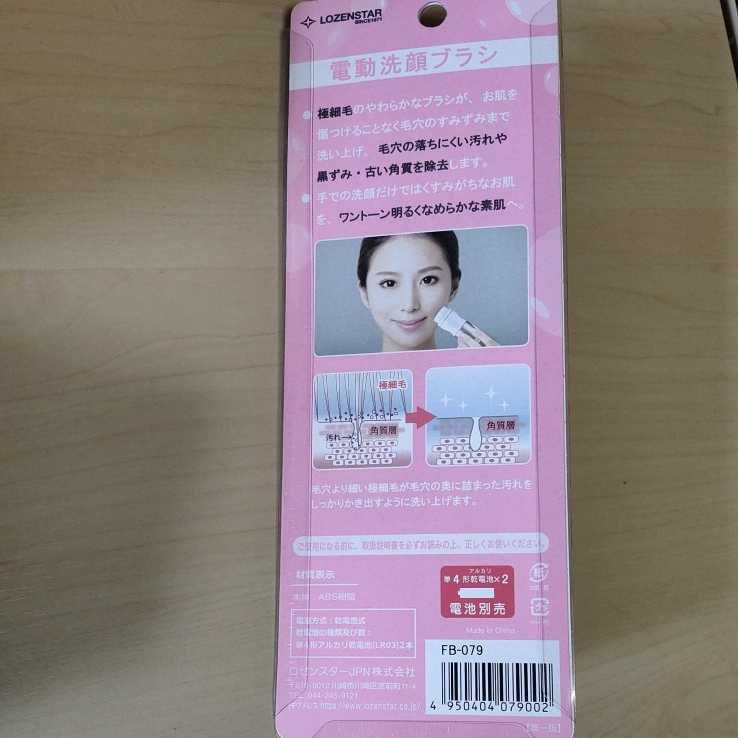 LOZENSTAR
SINCE1971
電動洗顔ブラシ
● 極細毛のやわらかなブラシが、お肌を
傷つけることなく毛穴のすみずみまで
洗い上げ、毛穴の落ちにくい汚れや
黒ずみ・古い角質を除去します。
● 手での洗顔だけではくすみがちなお肌
を、ワントーン明るくなめらかな素肌へ。
極細毛
汚れ
角質層
角質層
毛穴より細い極細毛が毛穴の奥に詰まった汚れを
しっかりかき出すように洗い上げます。
ご使用になる前に、取扱説明書を必ずお読みの上、正しくお使いください。
材質表示
本体 ABS樹脂
アルカリ
単4形乾電池×2
電池別売
Made in China
電源方式:乾電池式
乾電池の種類及び数:
単4形アルカリ乾電池(LR03)2本
ロゼンスターJPN株式会社
TEL 044-245-9121
https://www.lozenstar.co.jp/
FB-079
4 950404 079002